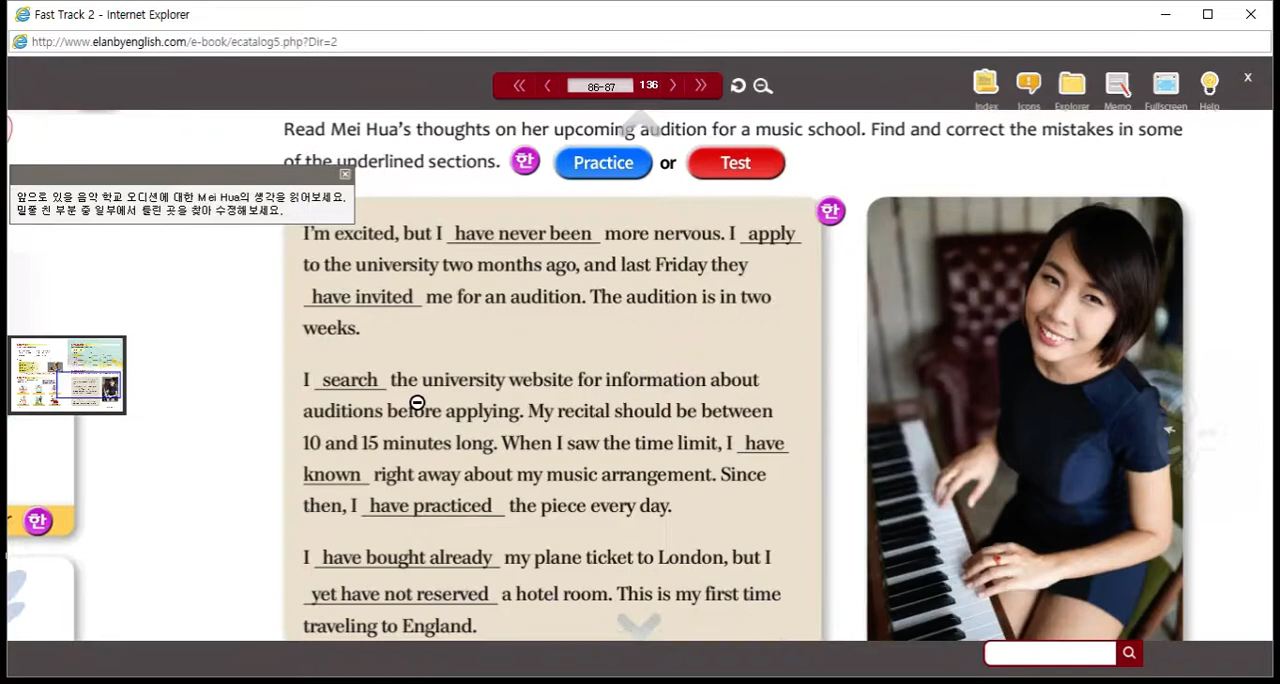 Fast Track 2 - Internet Explorer
http://www.elanbyenglish.com/e-book/ecatalog5.php?Dir=2
86-87 136
Index Icons Explorer Memo Fullscreen Help x
Read Mei Hua's thoughts on her upcoming audition for a music school. Find and correct the mistakes in some
of the underlined sections. 한 Practice or Test
앞으로 있을 음악 학교 오디션에 대한 Mei Hua의 생각을 읽어보세요.
밑줄 친 부분 중 일부에서 틀린 곳을 찾아 수정해보세요.
한
I'm excited, but I have never been more nervous. I apply
to the university two months ago, and last Friday they
have invited me for an audition. The audition is in two
weeks.
I search the university website for information about
auditions before applying. My recital should be between
10 and 15 minutes long. When I saw the time limit, I have
known right away about my music arrangement. Since
then, I have practiced the piece every day.
한
I have bought already my plane ticket to London, but I
yet have not reserved a hotel room. This is my first time
traveling to England.